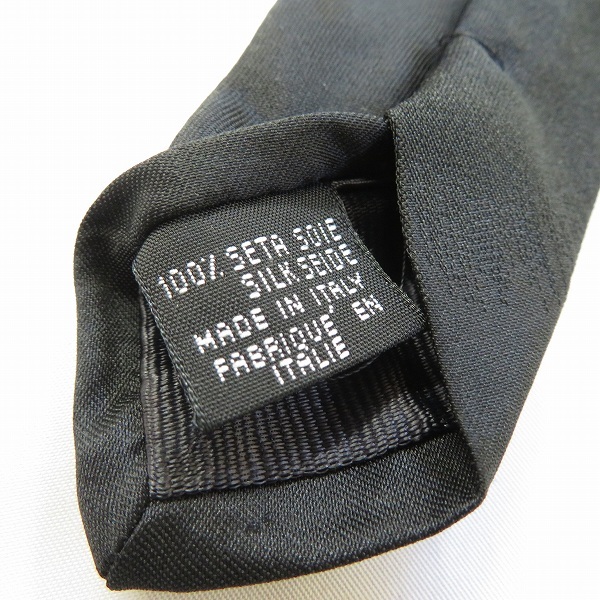 100% SETA SOIE
SILK SEIDE
MADE IN ITALY
FABRIQUE' EN
ITALIE